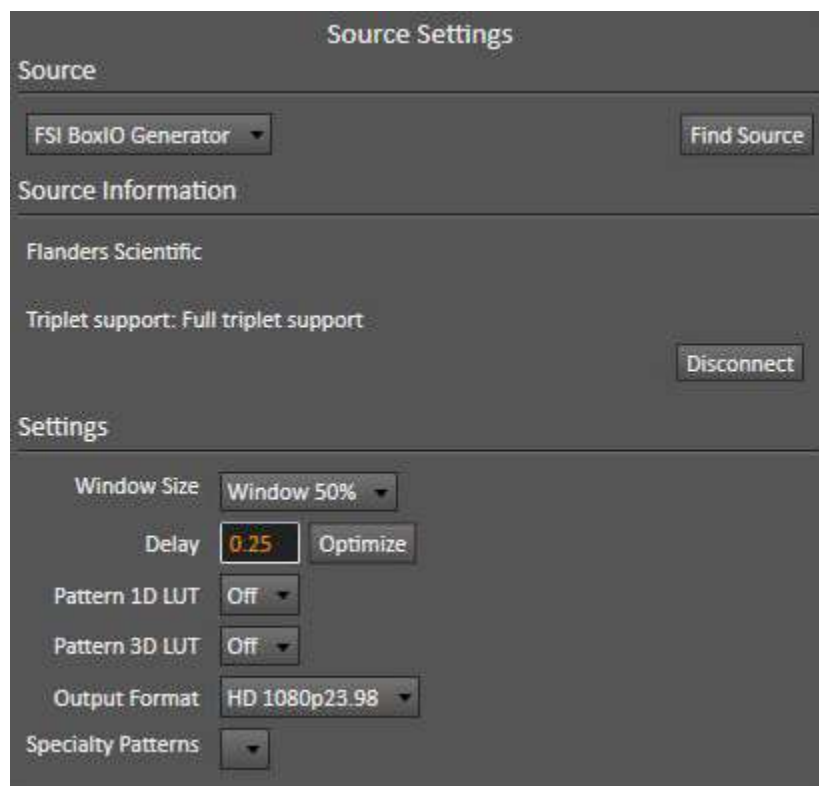 Source Settings
Source
FSI BoxIO Generator
Find Source
Source Information
Flanders Scientific
Triplet support: Full triplet support
Disconnect
Settings
Window Size Window 50%
Delay 0.25 Optimize
Pattern 1D LUT Off
Pattern 3D LUT Off
Output Format HD 1080p23.98
Specialty Patterns